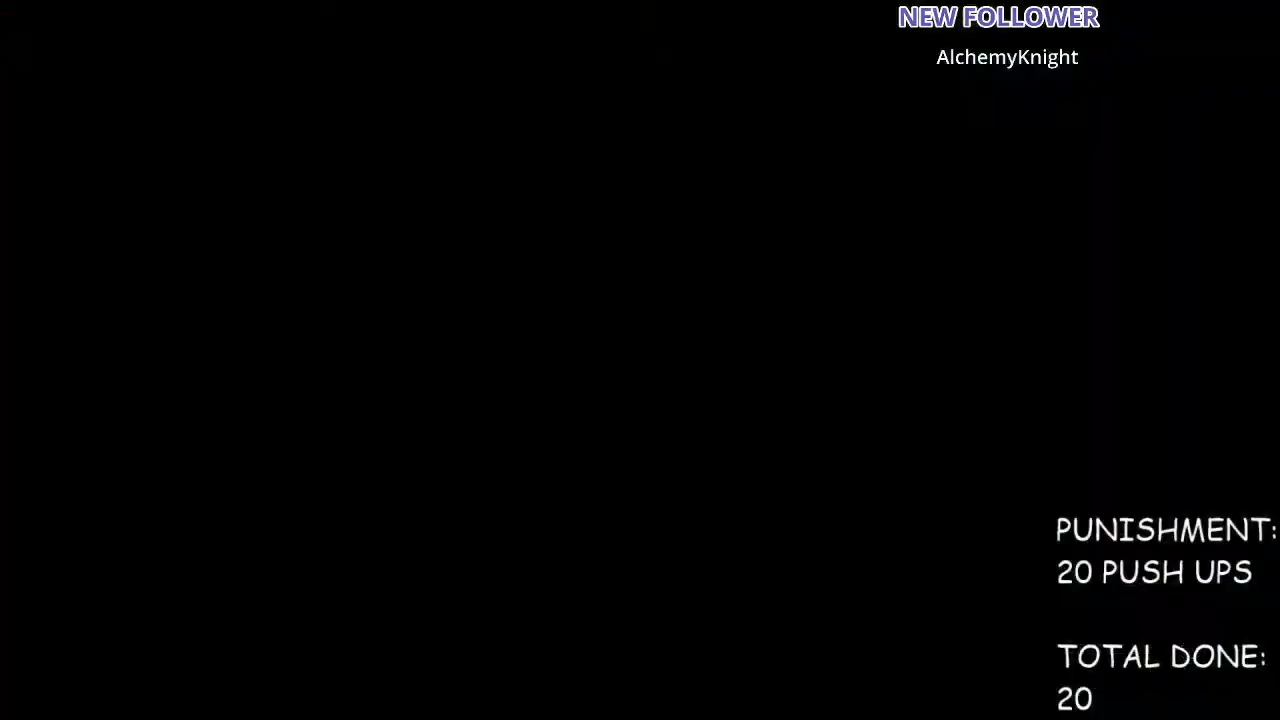 NEW FOLLOWER
AlchemyKnight
PUNISHMENT:
20 PUSH UPS
TOTAL DONE:
20